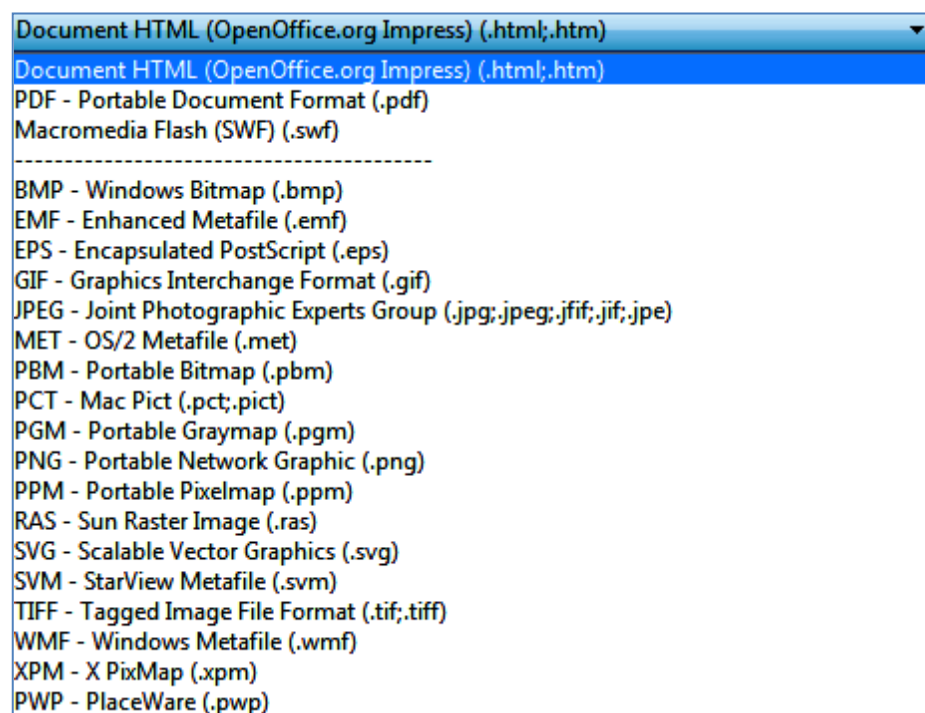 Document HTML (OpenOffice.org Impress) (.html;.htm)
Document HTML (OpenOffice.org Impress) (.html;.htm)
PDF - Portable Document Format (.pdf)
Macromedia Flash (SWF) (.swf)
------------------------------------------
BMP - Windows Bitmap (.bmp)
EMF - Enhanced Metafile (.emf)
EPS - Encapsulated PostScript (.eps)
GIF - Graphics Interchange Format (.gif)
JPEG - Joint Photographic Experts Group (.jpg;.jpeg;.jfif;.jif;.jpe)
MET - OS/2 Metafile (.met)
PBM - Portable Bitmap (.pbm)
PCT - Mac Pict (.pct;.pict)
PGM - Portable Graymap (.pgm)
PNG - Portable Network Graphic (.png)
PPM - Portable Pixelmap (.ppm)
RAS - Sun Raster Image (.ras)
SVG - Scalable Vector Graphics (.svg)
SVM - StarView Metafile (.svm)
TIFF - Tagged Image File Format (.tif;.tiff)
WMF - Windows Metafile (.wmf)
XPM - X PixMap (.xpm)
PWP - PlaceWare (.pwp)